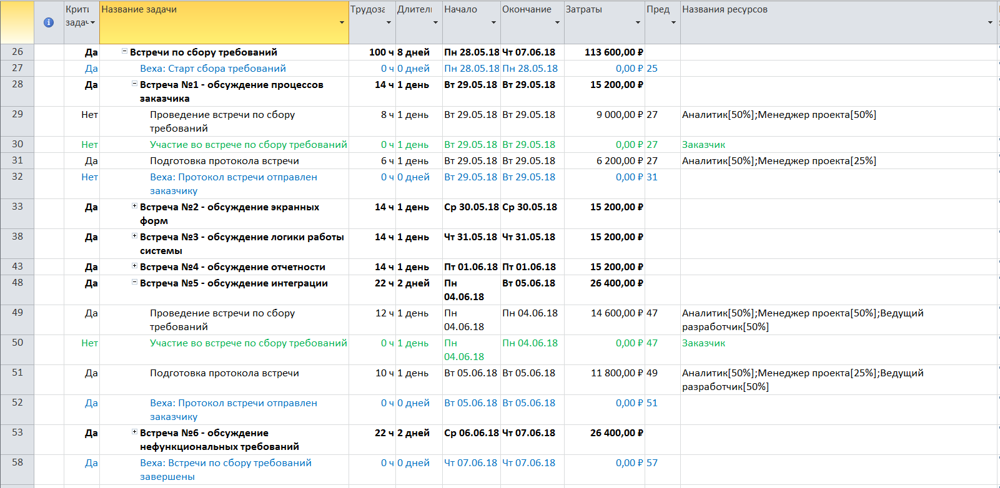 Крити Название задачи Трудоза Длител Начало Окончание Затраты Пред Названия ресурсов
задач
26 Да Встречи по сбору требований 100 ч 8 дней Пн 28.05.18 Чт 07.06.18 113 600,00 ₽
27 Да Веха: Старт сбора требований 0 ч 0 дней Пн 28.05.18 Пн 28.05.18 0,00 ₽ 25
28 Да Встреча №1 - обсуждение процессов 14 ч 1 день Вт 29.05.18 Вт 29.05.18 15 200,00 ₽
заказчика
29 Нет Проведение встречи по сбору 8 ч 1 день Вт 29.05.18 Вт 29.05.18 9 000,00 ₽ 27 Аналитик[50%];Менеджер проекта[50%]
требований
30 Нет Участие во встрече по сбору требований 0 ч 1 день Вт 29.05.18 Вт 29.05.18 0,00 ₽ 27 Заказчик
31 Да Подготовка протокола встречи 6 ч 1 день Вт 29.05.18 Вт 29.05.18 6 200,00 ₽ 27 Аналитик[50%];Менеджер проекта[25%]
32 Нет Веха: Протокол встречи отправлен 0 ч 0 дней Вт 29.05.18 Вт 29.05.18 0,00 ₽ 31
заказчику
33 Да Встреча №2 - обсуждение экранных 14 ч 1 день Ср 30.05.18 Ср 30.05.18 15 200,00 ₽
форм
38 Да Встреча №3 - обсуждение логики работы 14 ч 1 день Чт 31.05.18 Чт 31.05.18 15 200,00 ₽
системы
43 Да Встреча №4 - обсуждение отчетности 14 ч 1 день Пт 01.06.18 Пт 01.06.18 15 200,00 ₽
48 Да Встреча №5 - обсуждение интеграции 22 ч 2 дней Пн Вт 05.06.18 26 400,00 ₽
04.06.18
49 Да Проведение встречи по сбору 12 ч 1 день Пн Пн 04.06.18 14 600,00 ₽ 47 Аналитик[50%];Менеджер проекта[50%];Ведущий
требований 04.06.18 разработчик[50%]
50 Нет Участие во встрече по сбору требований 0 ч 1 день Пн Пн 04.06.18 0,00 ₽ 47 Заказчик
04.06.18
51 Да Подготовка протокола встречи 10 ч 1 день Вт 05.06.18 Вт 05.06.18 11 800,00 ₽ 49 Аналитик[50%];Менеджер проекта[25%];Ведущий
разработчик[50%]
52 Да Веха: Протокол встречи отправлен 0 ч 0 дней Вт 05.06.18 Вт 05.06.18 0,00 ₽ 51
заказчику
53 Да Встреча №6 - обсуждение 22 ч 2 дней Ср 06.06.18 Чт 07.06.18 26 400,00 ₽
нефункциональных требований
58 Да Веха: Встречи по сбору требований 0 ч 0 дней Чт 07.06.18 Чт 07.06.18 0,00 ₽ 57
завершены